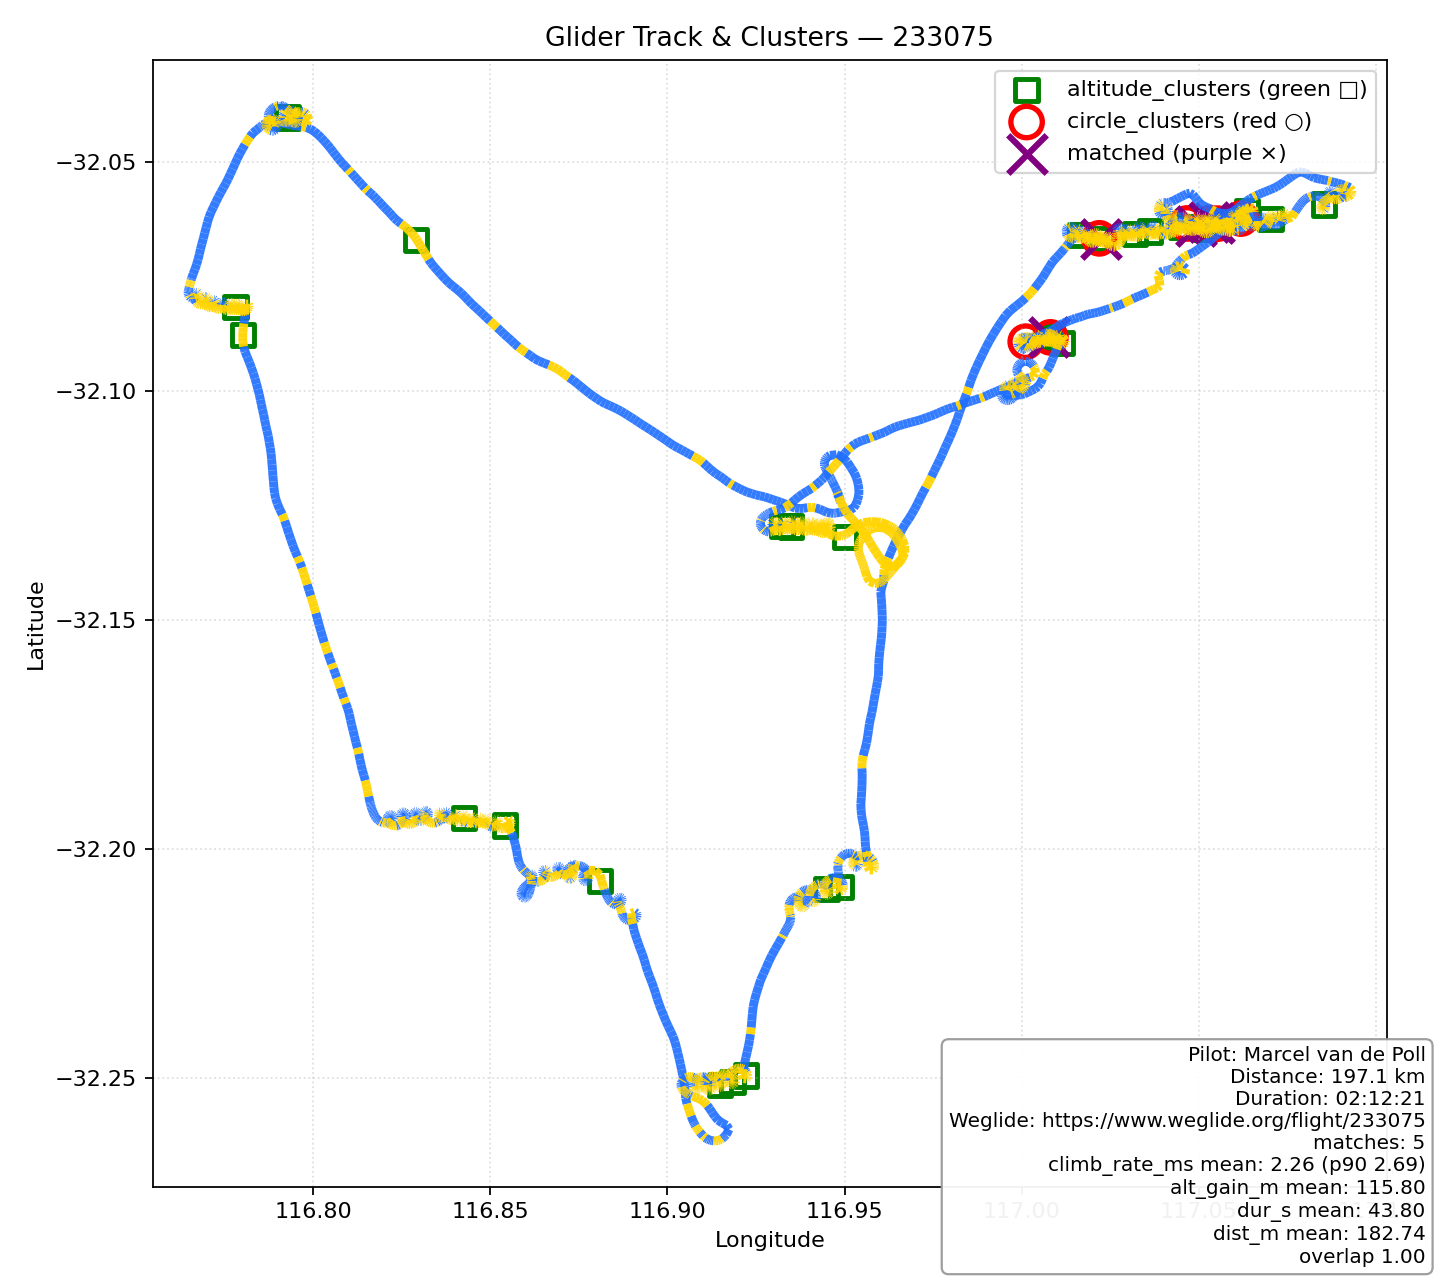 Glider Track & Clusters — 233075
altitude_clusters (green □)
circle_clusters (red ○)
matched (purple ×)
−32.05
−32.10
−32.15
−32.20
−32.25
Latitude
116.80
116.85
116.90
116.95
117.00
117.05
Longitude
Pilot: Marcel van de Poll
Distance: 197.1 km
Duration: 02:12:21
Weglide: https://www.weglide.org/flight/233075
matches: 5
climb_rate_ms mean: 2.26 (p90 2.69)
alt_gain_m mean: 115.80
dur_s mean: 43.80
dist_m mean: 182.74
overlap 1.00